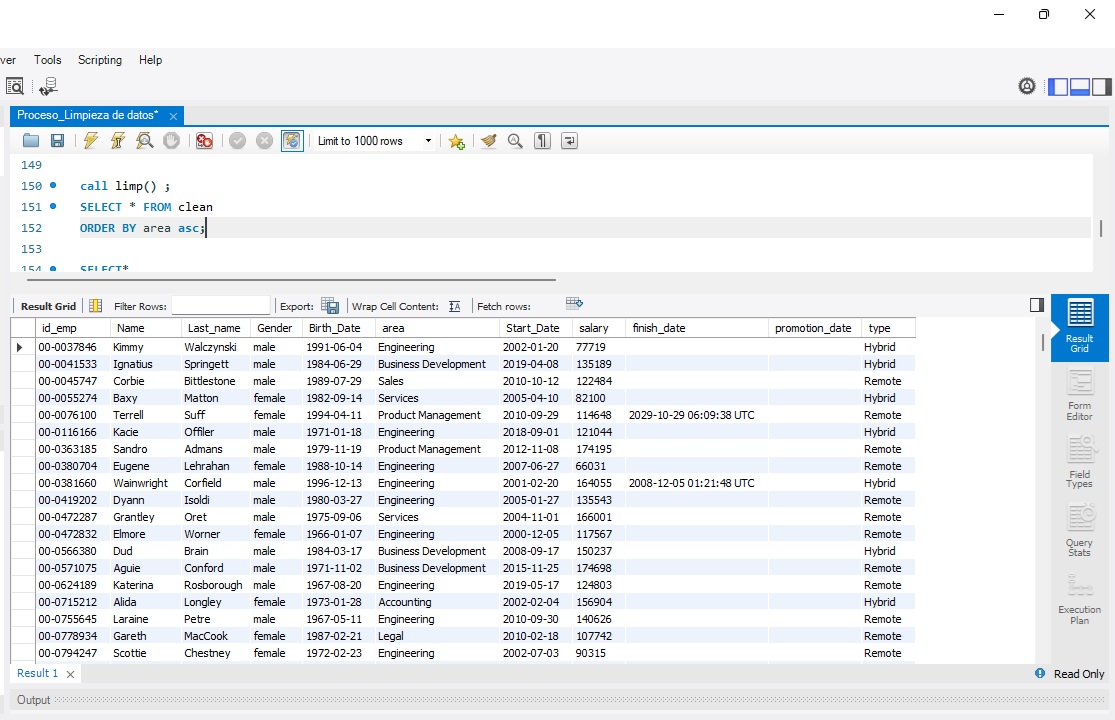 ver Tools Scripting Help
Proceso_Limpieza de datos*
Limit to 1000 rows
149
150 call limp() ;
151 SELECT * FROM clean
152 ORDER BY area asc;
153
154 SELECT*
Result Grid Filter Rows: Export: Wrap Cell Content: Fetch rows:
id_emp Name Last_name Gender Birth_Date area Start_Date salary finish_date promotion_date type
00-0037846 Kimmy Walczynski male 1991-06-04 Engineering 2002-01-20 77719 Hybrid
00-0041533 Ignatius Springett male 1984-06-29 Business Development 2019-04-08 135189 Hybrid
00-0045747 Corbie Bittlestone male 1989-07-29 Sales 2010-10-12 122484 Remote
00-0055274 Baxy Matton female 1982-09-14 Services 2005-04-10 82100 Hybrid
00-0076100 Terrell Suff female 1994-04-11 Product Management 2010-09-29 114648 2029-10-29 06:09:38 UTC Remote
00-0116166 Kacie Offiler male 1971-01-18 Engineering 2018-09-01 121044 Hybrid
00-0363185 Sandro Admans male 1979-11-19 Product Management 2012-11-08 174195 Remote
00-0380704 Eugene Lehrahan female 1988-10-14 Engineering 2007-06-27 66031 Remote
00-0381660 Wainwright Corfield male 1996-12-13 Engineering 2001-02-20 164055 2008-12-05 01:21:48 UTC Hybrid
00-0419202 Dyann Isoldi male 1980-03-27 Engineering 2005-01-27 135543 Remote
00-0472287 Grantley Oret male 1975-09-06 Services 2004-11-01 166001 Remote
00-0472832 Elmore Worner female 1966-01-07 Engineering 2000-12-05 117567 Remote
00-0566380 Dud Brain male 1984-03-17 Business Development 2008-09-17 150237 Hybrid
00-0571075 Aguie Conford male 1971-11-02 Business Development 2015-11-25 174698 Remote
00-0624189 Katerina Rosborough male 1967-08-20 Engineering 2019-05-17 124803 Remote
00-0715212 Alida Longley female 1973-01-28 Accounting 2002-02-04 156904 Hybrid
00-0755645 Laraine Petre male 1967-05-11 Engineering 2010-09-30 140626 Remote
00-0778934 Gareth MacCook female 1987-02-21 Legal 2010-02-18 107742 Remote
00-0794247 Scottie Chestney female 1972-02-23 Engineering 2002-07-03 90315 Remote
Result
Grid
Form
Editor
Field
Types
Query
Stats
Execution
Plan
Result 1 Read Only
Output